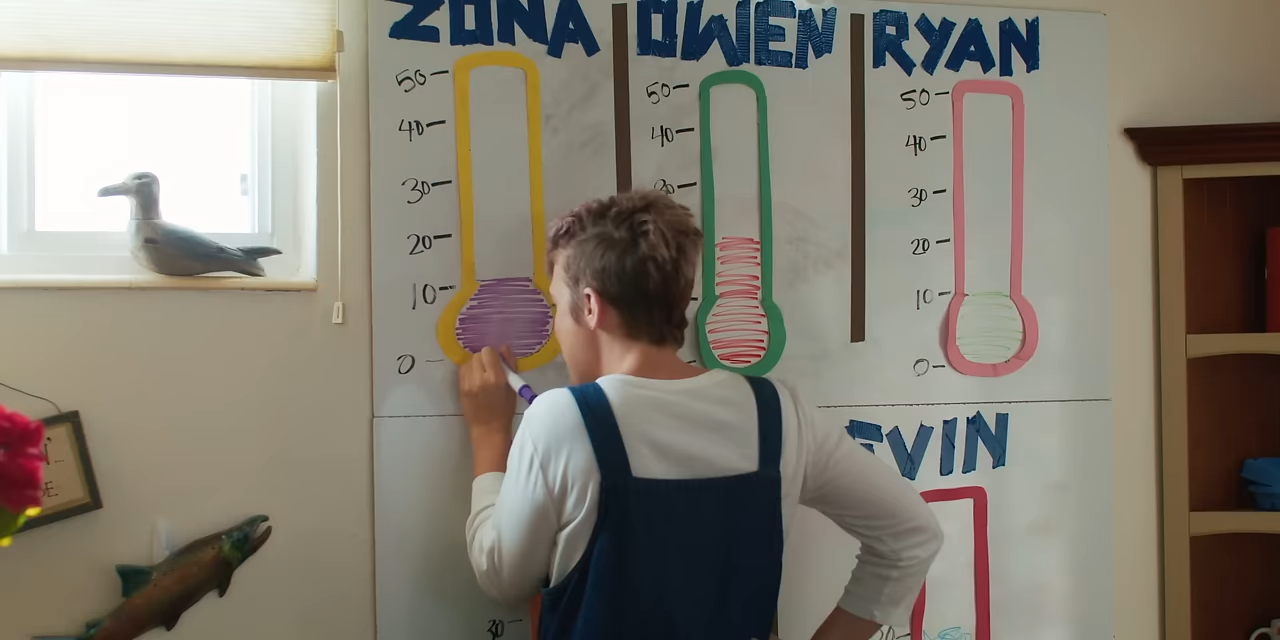 ZONA OWEN RYAN
50- 50- 50-
40- 40- 40-
30- 30- 30-
20- 20-
10- 10-
0- 0-
EVIN
30-